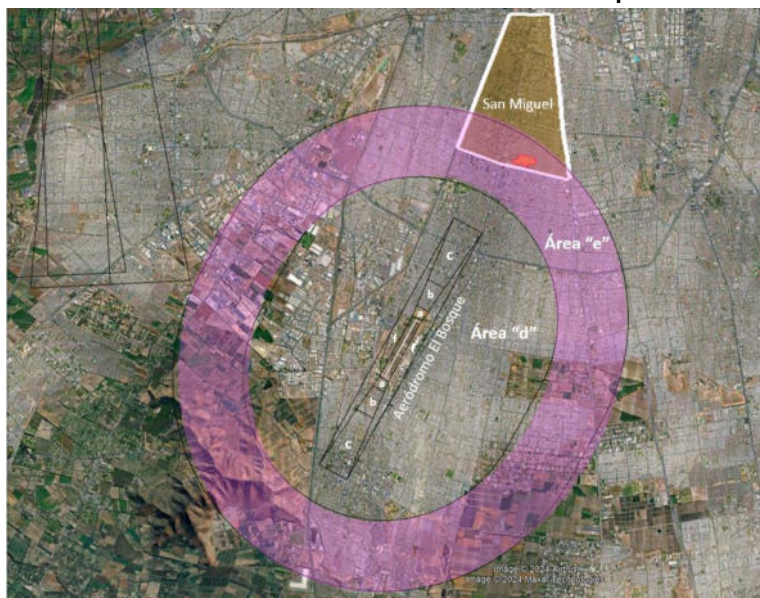 San Miguel
Área "e"
c
b
Área "d"
f
a
b
Aeródromo El Bosque
c
Image © 2024 Airbus
Image © 2024 Maxar Technologies